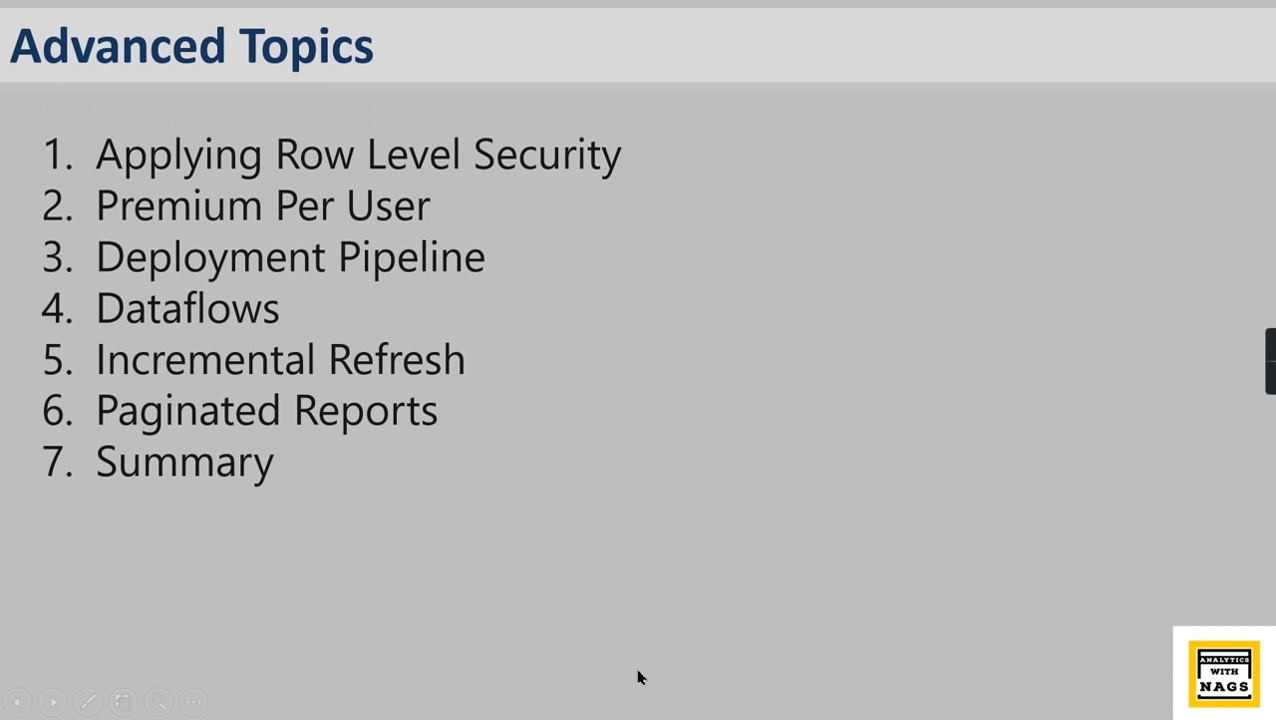 Advanced Topics
1. Applying Row Level Security
2. Premium Per User
3. Deployment Pipeline
4. Dataflows
5. Incremental Refresh
6. Paginated Reports
7. Summary
ANALYTICS
WITH
NAGS